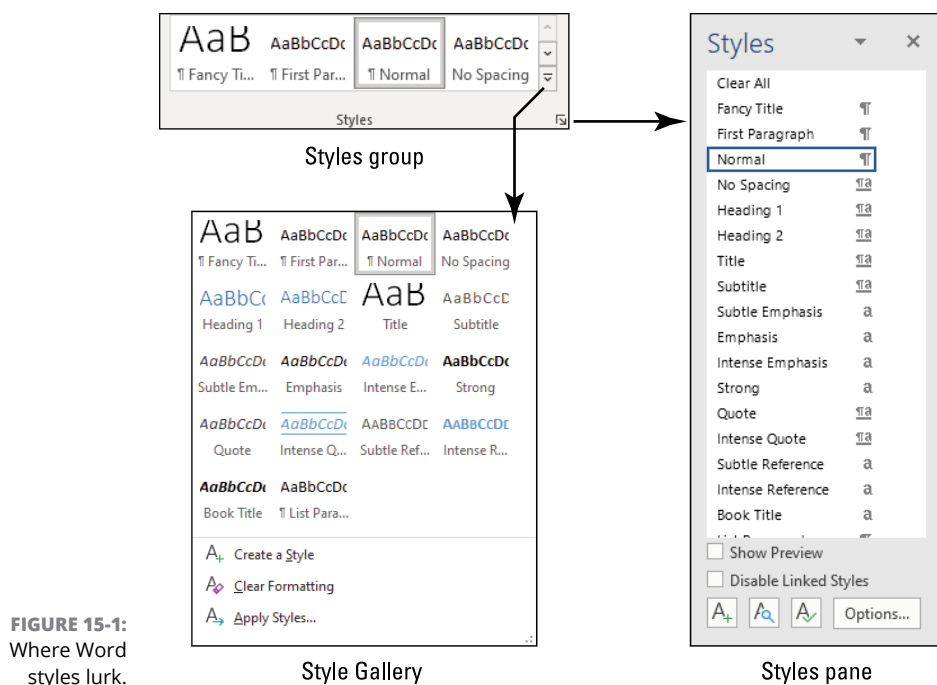 AaB AaBbCcDc AaBbCcDc AaBbCcDc
¶ Fancy Ti... ¶ First Par... ¶ Normal No Spacing
Styles
Styles group
AaB AaBbCcDc AaBbCcDc AaBbCcDc
¶ Fancy Ti... ¶ First Par... ¶ Normal No Spacing
AaBbCc AaBbCcD AaB AaBbCcD
Heading 1 Heading 2 Title Subtitle
AaBbCcDc AaBbCcDc AaBbCcDc AaBbCcDc
Subtle Em... Emphasis Intense E... Strong
AaBbCcDc AaBbCcDc AABBCCDE AABBCCDE
Quote Intense Q... Subtle Ref... Intense R...
AaBbCcDc AaBbCcDc
Book Title ¶ List Para...
Create a Style
Clear Formatting
Apply Styles...
Style Gallery
Styles
Clear All
Fancy Title ¶
First Paragraph ¶
Normal ¶
No Spacing ¶a
Heading 1 ¶a
Heading 2 ¶a
Title ¶a
Subtitle ¶a
Subtle Emphasis a
Emphasis a
Intense Emphasis a
Strong a
Quote ¶a
Intense Quote ¶a
Subtle Reference a
Intense Reference a
Book Title a
Show Preview
Disable Linked Styles
Options...
Styles pane
FIGURE 15-1:
Where Word
styles lurk.